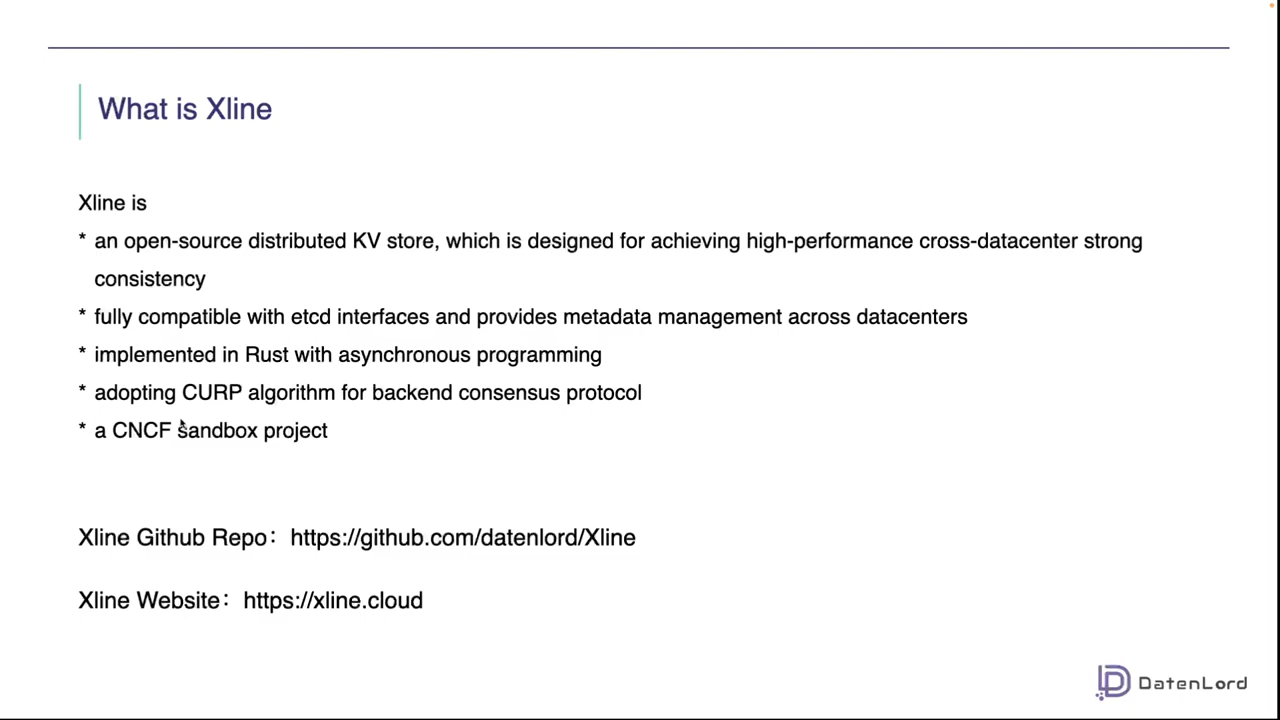 What is Xline
Xline is
* an open-source distributed KV store, which is designed for achieving high-performance cross-datacenter strong
consistency
* fully compatible with etcd interfaces and provides metadata management across datacenters
* implemented in Rust with asynchronous programming
* adopting CURP algorithm for backend consensus protocol
* a CNCF sandbox project
Xline Github Repo：https://github.com/datenlord/Xline
Xline Website：https://xline.cloud
DatenLord